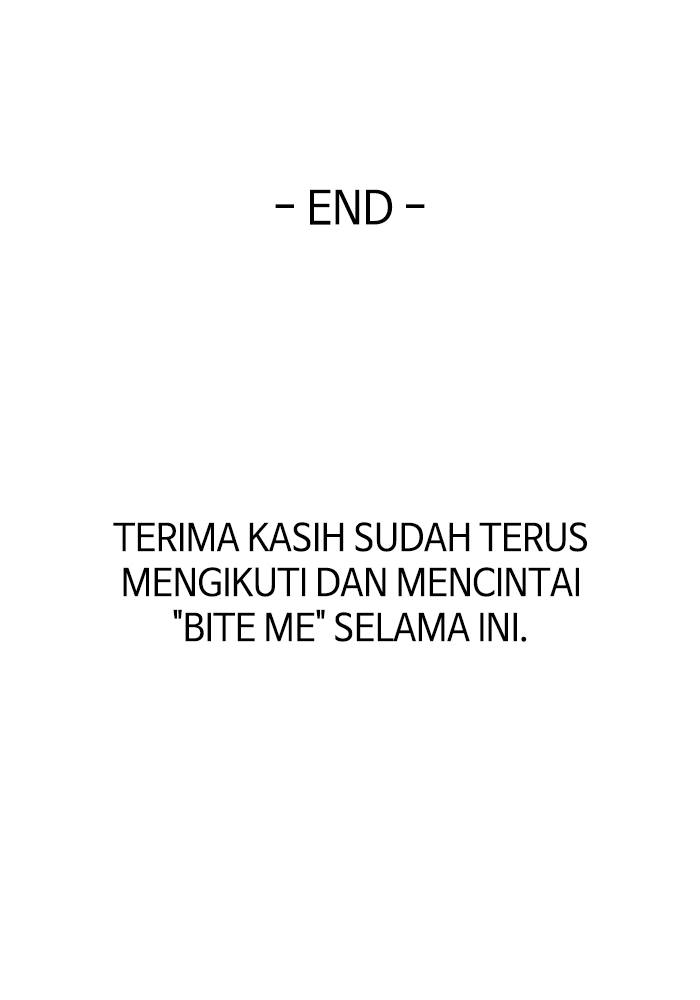 - END -
TERIMA KASIH SUDAH TERUS
MENGIKUTI DAN MENCINTAI
"BITE ME" SELAMA INI.